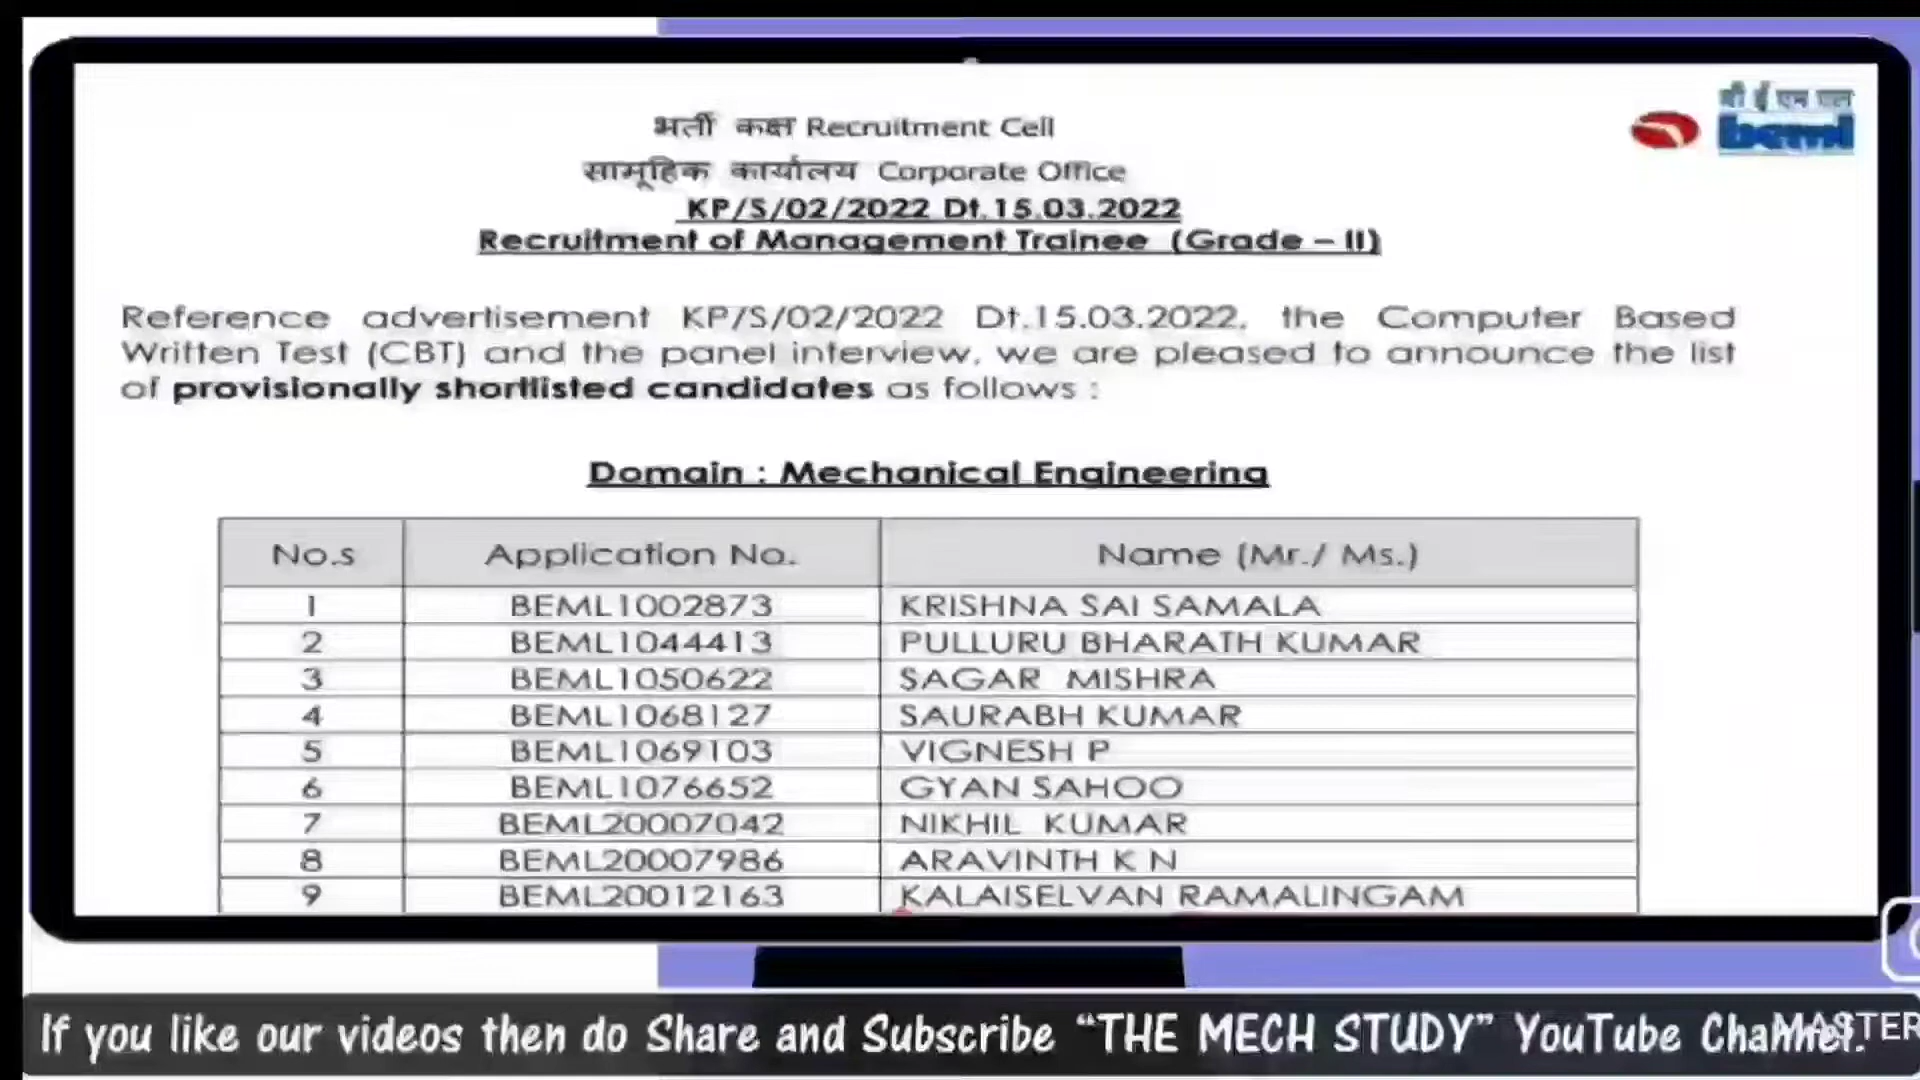 बी ई एम एल
beml
भर्ती कक्ष Recruitment Cell
सामूहिक कार्यालय Corporate Office
KP/S/02/2022 Dt.15.03.2022
Recruitment of Management Trainee (Grade – II)
Reference advertisement KP/S/02/2022 Dt.15.03.2022, the Computer Based
Written Test (CBT) and the panel interview, we are pleased to announce the list
of provisionally shortlisted candidates as follows :
Domain : Mechanical Engineering
No.s Application No. Name (Mr./ Ms.)
1 BEML1002873 KRISHNA SAI SAMALA
2 BEML1044413 PULLURU BHARATH KUMAR
3 BEML1050622 SAGAR MISHRA
4 BEML1068127 SAURABH KUMAR
5 BEML1069103 VIGNESH P
6 BEML1076652 GYAN SAHOO
7 BEML20007042 NIKHIL KUMAR
8 BEML20007986 ARAVINTH K N
9 BEML20012163 KALAISELVAN RAMALINGAM
If you like our videos then do Share and Subscribe “THE MECH STUDY” YouTube Channel.
MASTER